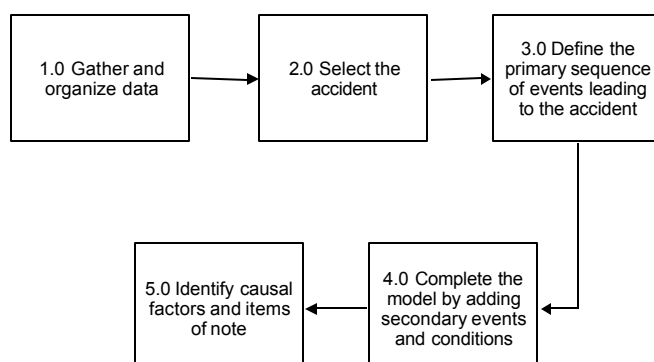 1.0 Gather and
organize data
2.0 Select the
accident
3.0 Define the
primary sequence
of events leading
to the accident
4.0 Complete the
model by adding
secondary events
and conditions
5.0 Identify causal
factors and items
of note